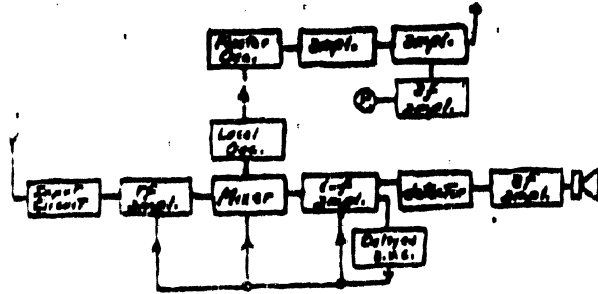 Master
Osc.
ampl.
ampl.
af
ampl.
Local
Osc.
Input
Circuit
rf
ampl.
Mixer
i-f
ampl.
detector
af
ampl.
Delayed
a.v.c.